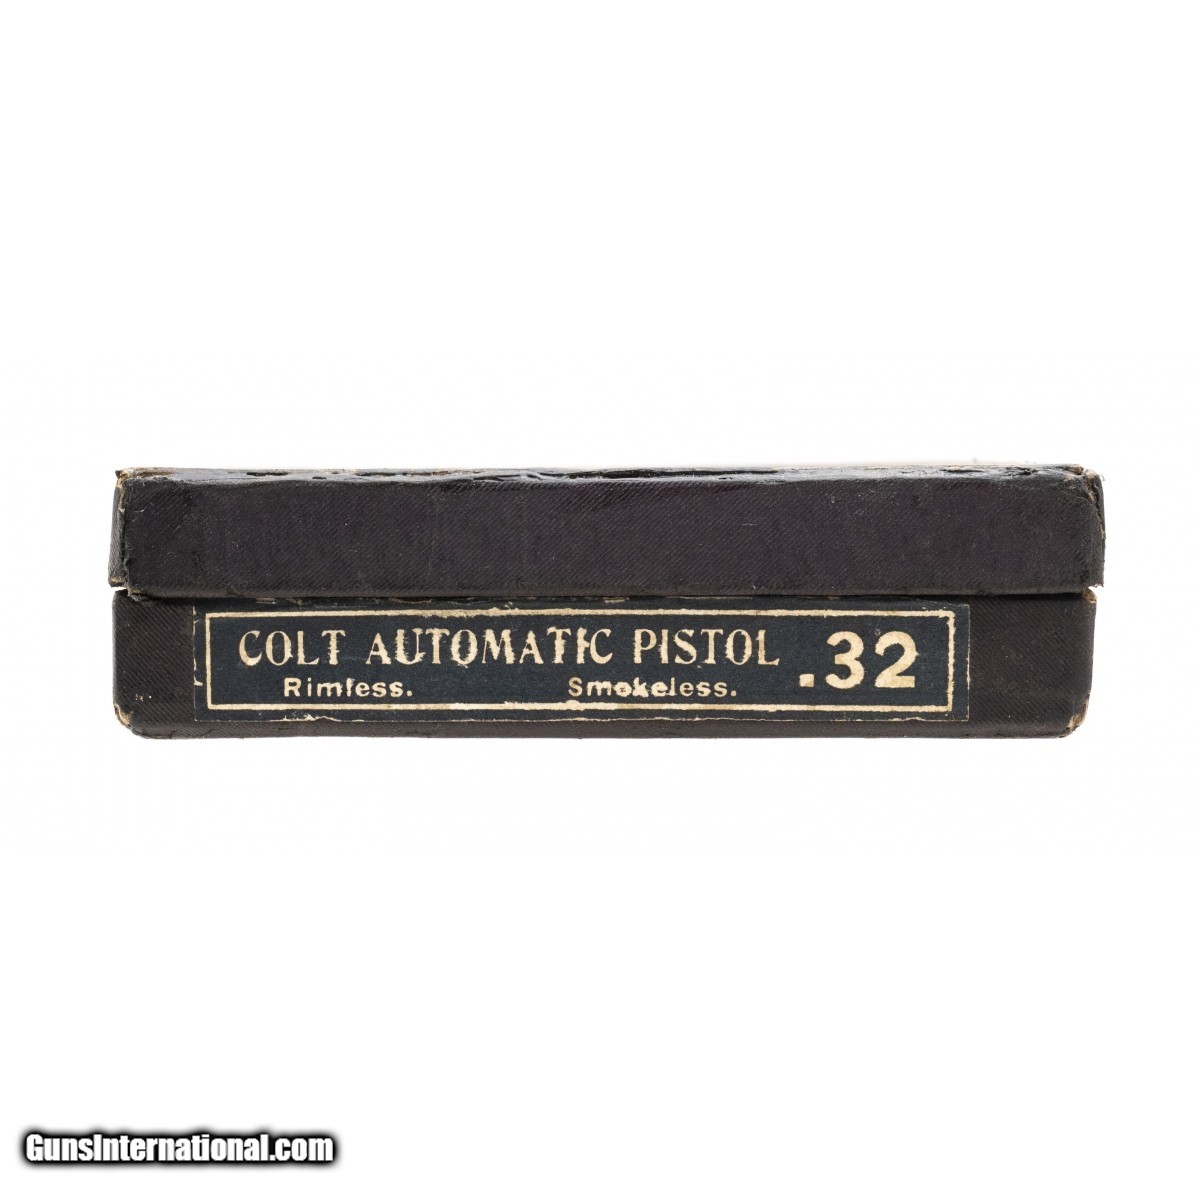 COLT AUTOMATIC PISTOL .32
Rimless. Smokeless.
GunsInternational.com